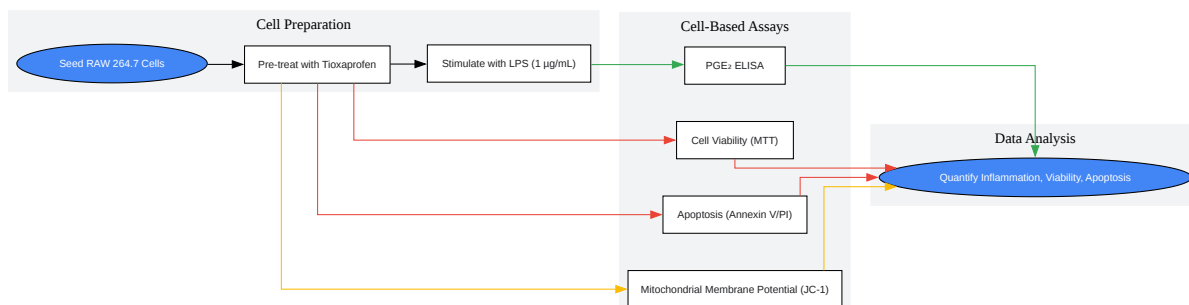 Cell Preparation
Seed RAW 264.7 Cells
Pre-treat with Tioxaprofen
Stimulate with LPS (1 µg/mL)
Cell-Based Assays
PGE₂ ELISA
Cell Viability (MTT)
Apoptosis (Annexin V/PI)
Mitochondrial Membrane Potential (JC-1)
Data Analysis
Quantify Inflammation, Viability, Apoptosis